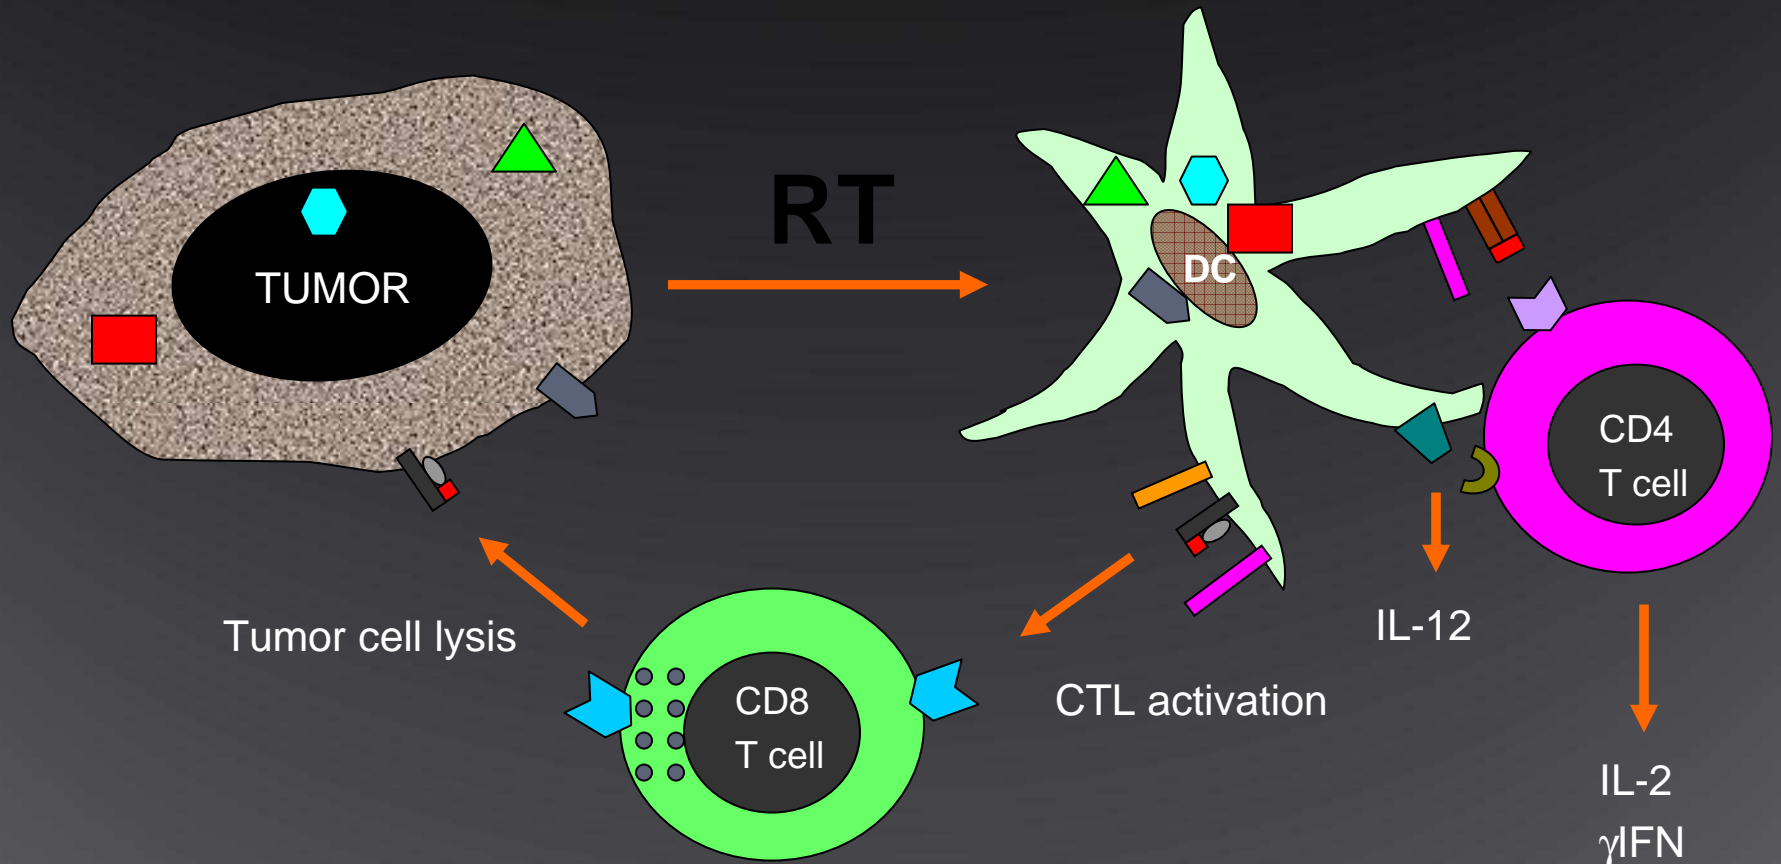 RT
DC
TUMOR
CD4
T cell
IL-12
Tumor cell lysis
CD8
T cell
CTL activation
IL-2
γIFN